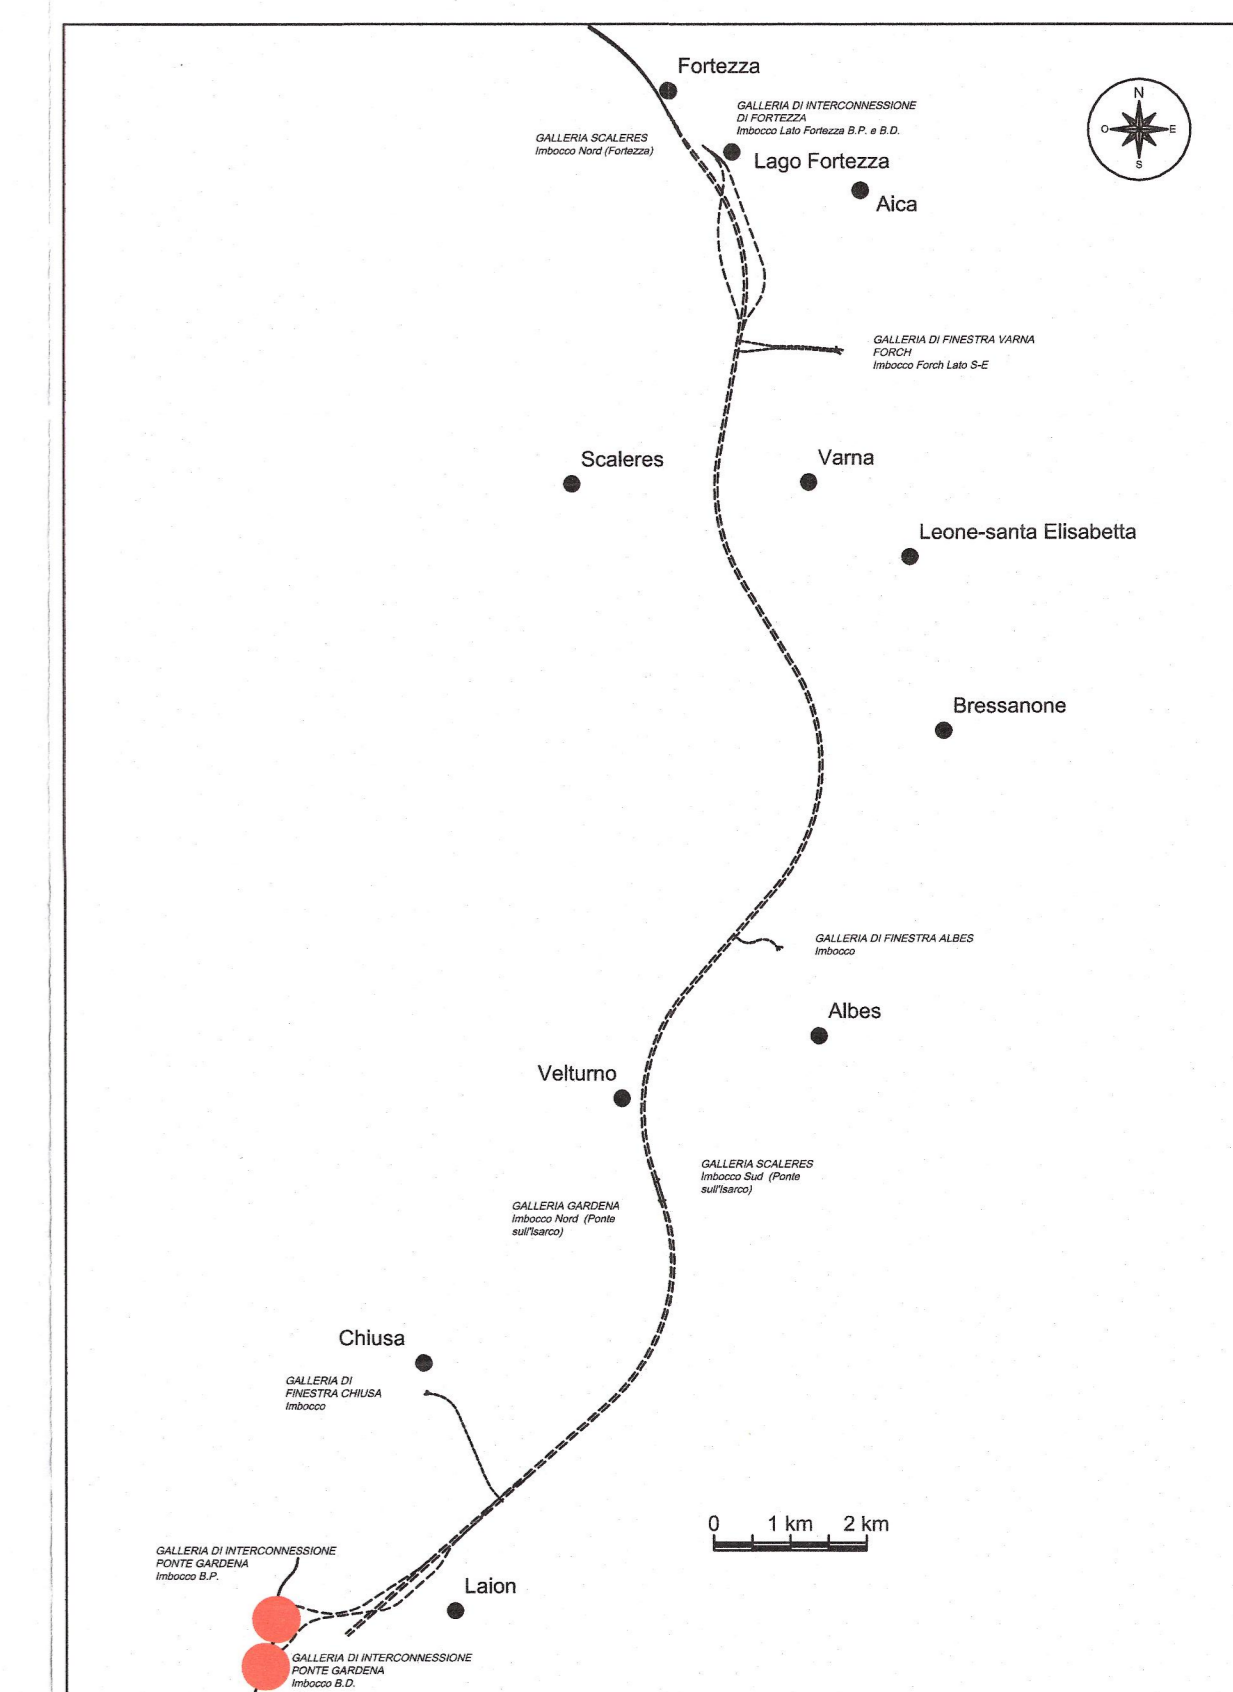 Fortezza
GALLERIA DI INTERCONNESSIONE
DI FORTEZZA
Imbocco Lato Fortezza B.P. e B.D.
N
O
E
S
GALLERIA SCALERES
Imbocco Nord (Fortezza)
Lago Fortezza
Aica
GALLERIA DI FINESTRA VARNA
FORCH
Imbocco Forch Lato S-E
Scaleres
Varna
Leone-santa Elisabetta
Bressanone
GALLERIA DI FINESTRA ALBES
Imbocco
Albes
Velturno
GALLERIA SCALERES
Imbocco Sud (Ponte
sull'Isarco)
GALLERIA GARDENA
Imbocco Nord (Ponte
sull'Isarco)
Chiusa
GALLERIA DI
FINESTRA CHIUSA
Imbocco
0 1 km 2 km
GALLERIA DI INTERCONNESSIONE
PONTE GARDENA
Imbocco B.P.
Laion
GALLERIA DI INTERCONNESSIONE
PONTE GARDENA
Imbocco B.D.